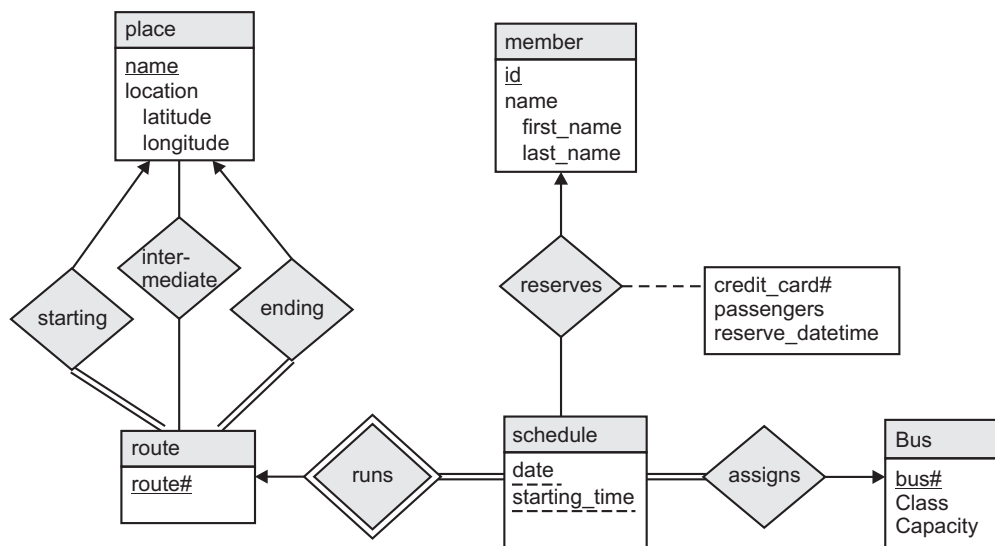 place
name
location
latitude
longitude
member
id
name
first_name
last_name
starting
inter-
mediate
ending
reserves
credit_card#
passengers
reserve_datetime
route
route#
runs
schedule
date
starting_time
assigns
Bus
bus#
Class
Capacity